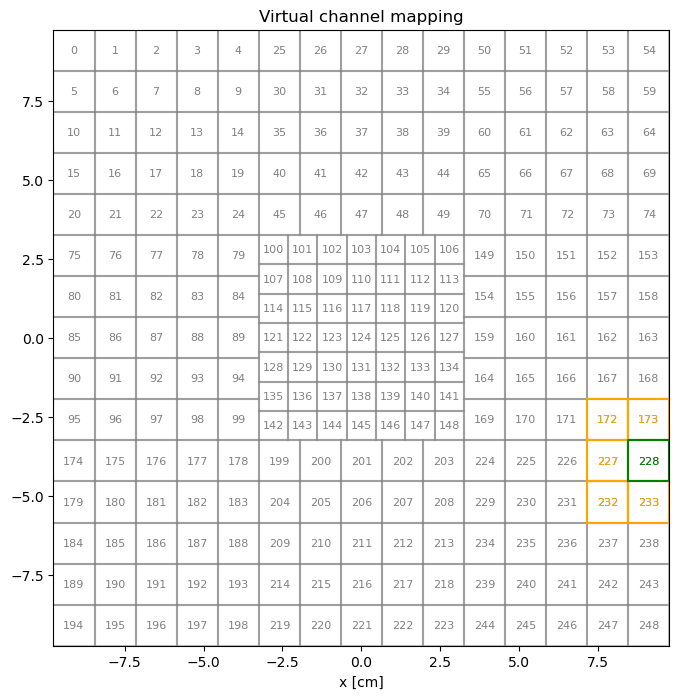 Virtual channel mapping
0 1 2 3 4 25 26 27 28 29 50 51 52 53 54
5 6 7 8 9 30 31 32 33 34 55 56 57 58 59
7.5
10 11 12 13 14 35 36 37 38 39 60 61 62 63 64
15 16 17 18 19 40 41 42 43 44 65 66 67 68 69
5.0
20 21 22 23 24 45 46 47 48 49 70 71 72 73 74
75 76 77 78 79 100 101 102 103 104 105 106 149 150 151 152 153
2.5
107 108 109 110 111 112 113
80 81 82 83 84 114 115 116 117 118 119 120 154 155 156 157 158
0.0
85 86 87 88 89 121 122 123 124 125 126 127 159 160 161 162 163
128 129 130 131 132 133 134
90 91 92 93 94 135 136 137 138 139 140 141 164 165 166 167 168
−2.5
95 96 97 98 99 142 143 144 145 146 147 148 169 170 171 172 173
174 175 176 177 178 199 200 201 202 203 224 225 226 227 228
−5.0
179 180 181 182 183 204 205 206 207 208 229 230 231 232 233
184 185 186 187 188 209 210 211 212 213 234 235 236 237 238
−7.5
189 190 191 192 193 214 215 216 217 218 239 240 241 242 243
194 195 196 197 198 219 220 221 222 223 244 245 246 247 248
−7.5 −5.0 −2.5 0.0 2.5 5.0 7.5
x [cm]